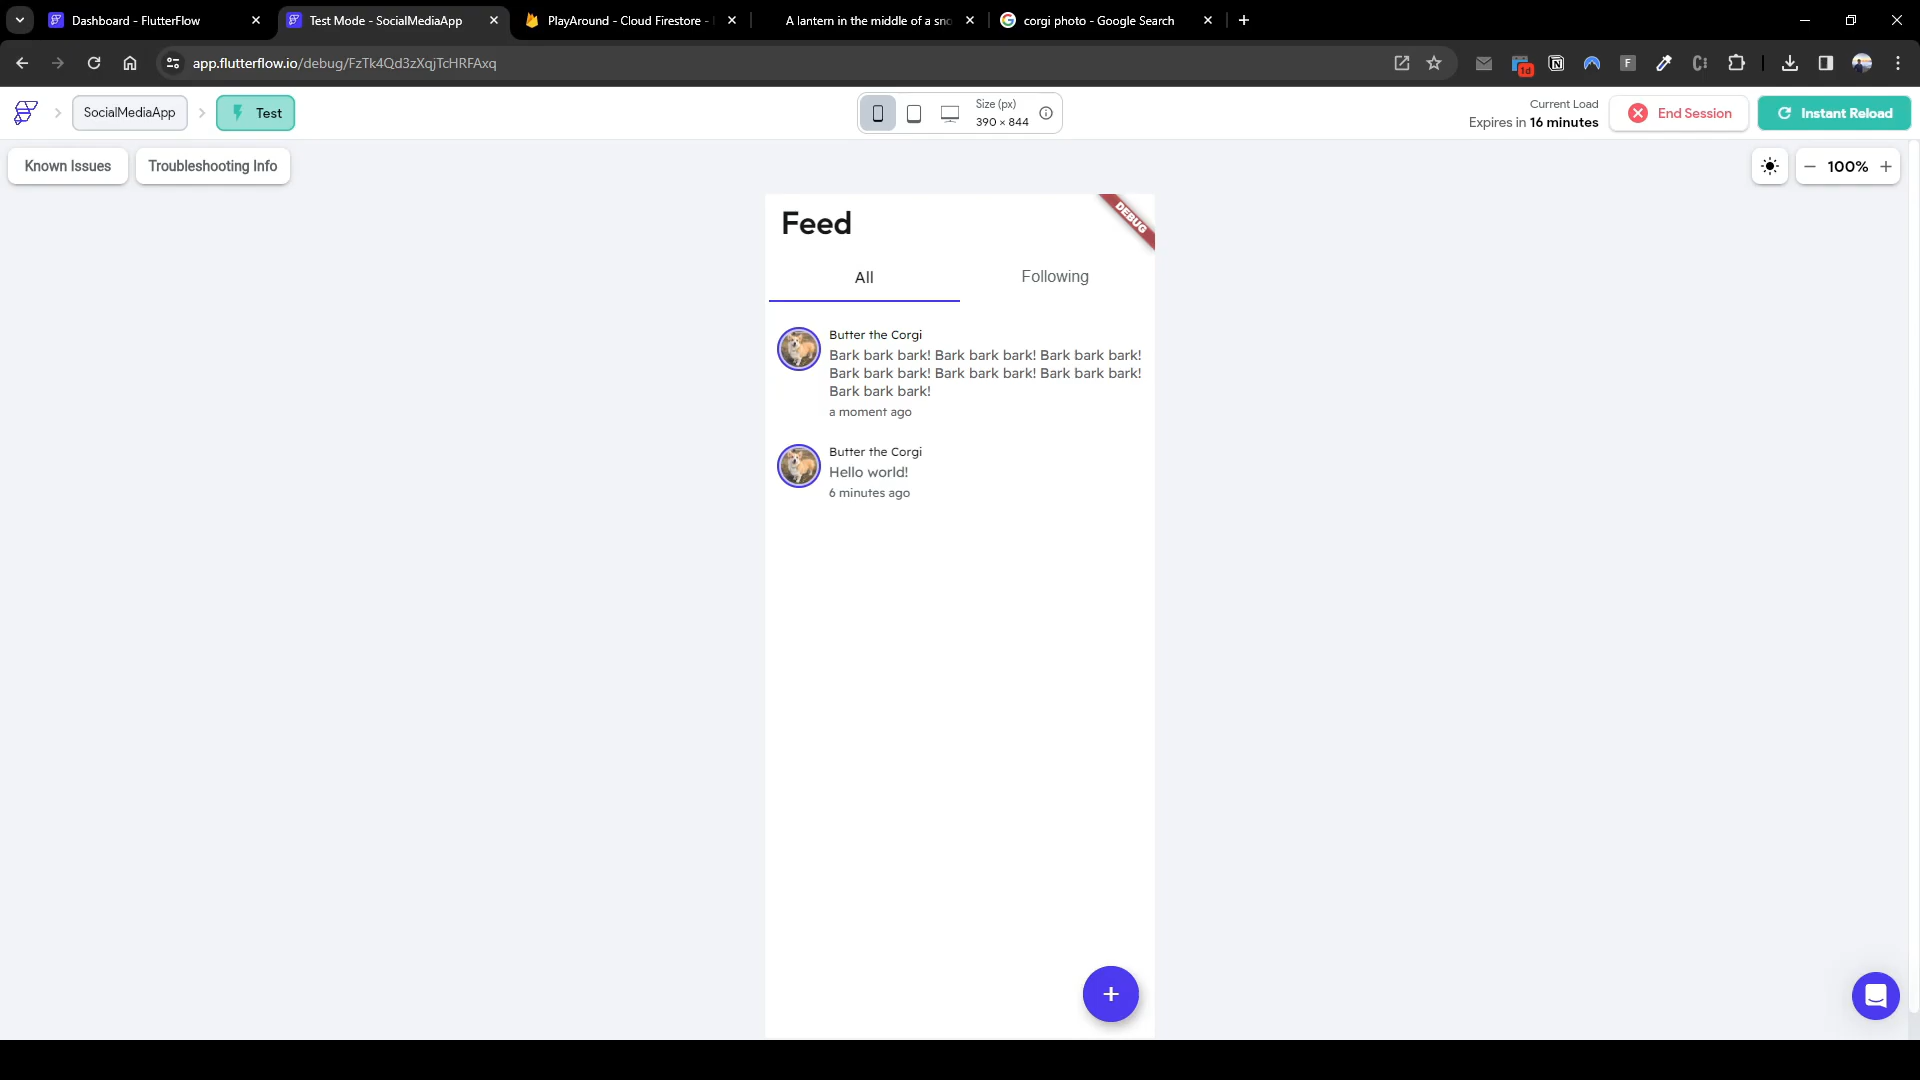 Dashboard - FlutterFlow
Test Mode - SocialMediaApp
PlayAround - Cloud Firestore -
A lantern in the middle of a sno
corgi photo - Google Search
app.flutterflow.io/debug/FzTk4Qd3zXqjTcHRFAxq
1d
SocialMediaApp
Test
Size (px)
390 × 844
Current Load
Expires in 16 minutes
End Session
Instant Reload
Known Issues
Troubleshooting Info
100%
Feed
DEBUG
All
Following
Butter the Corgi
Bark bark bark! Bark bark bark! Bark bark bark!
Bark bark bark! Bark bark bark! Bark bark bark!
Bark bark bark!
a moment ago
Butter the Corgi
Hello world!
6 minutes ago